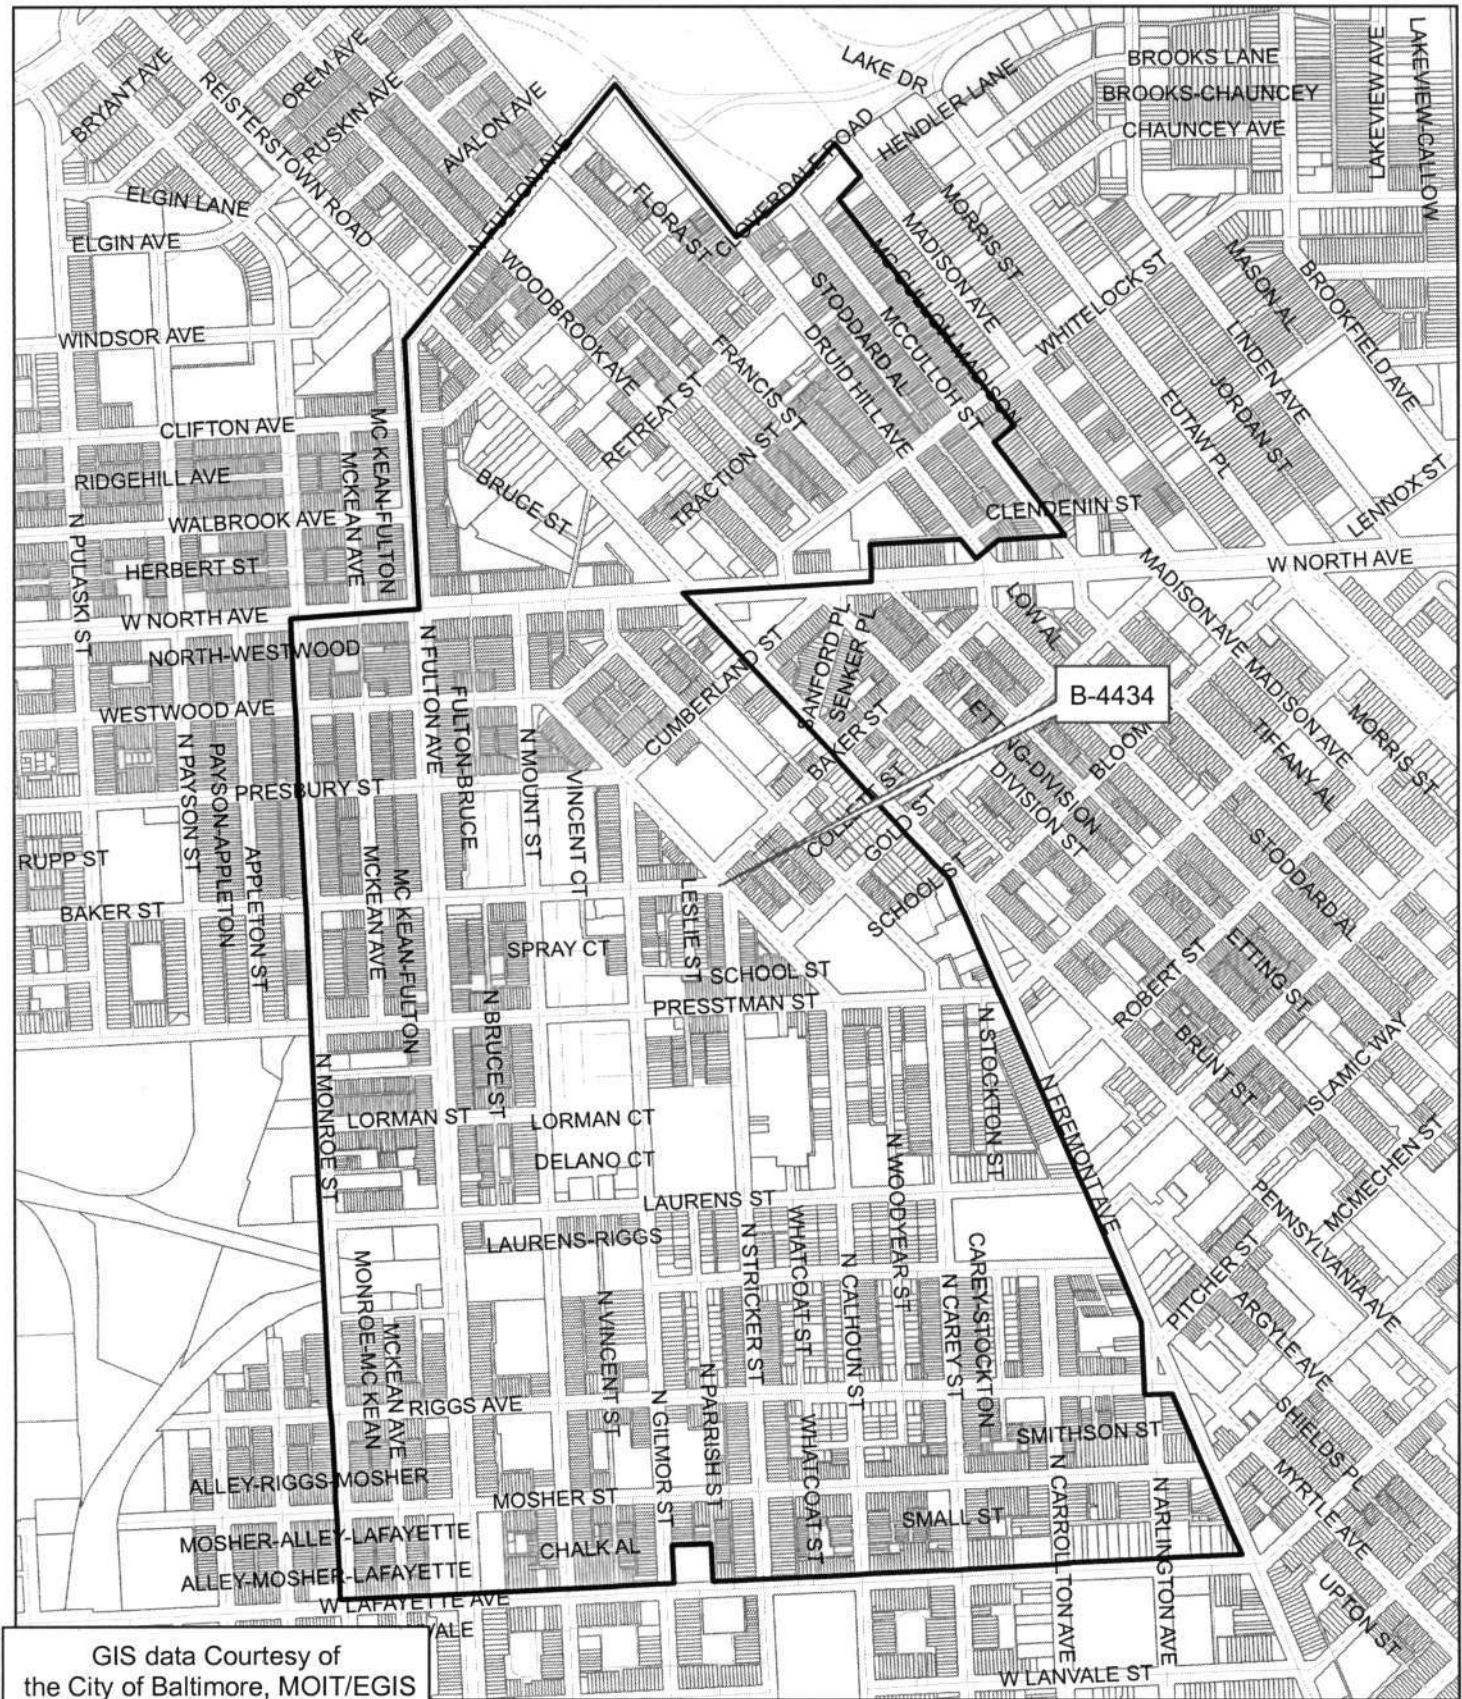 LAKE DR
BROOKS LANE
LAKEVIEW AVE
LAKEVIEW-CALLOW
BRYANT AVE
REISTERSTOWN ROAD
OREM AVE
RUSKIN AVE
AVALON AVE
N FULTON AVE
CLOVERDALE ROAD
HENDLER LANE
BROOKS-CHAUNCEY
CHAUNCEY AVE
ELGIN LANE
ELGIN AVE
FLORA ST
MORRIS ST
MADISON AVE
MC CULLOH-MADISON
WHITELOCK ST
MASON AL
BROOKFIELD AVE
WINDSOR AVE
WOODBROOK AVE
STODDARD AL
MCCULLOH ST
DRUID HILL AVE
FRANCIS ST
RETREAT ST
LINDEN AVE
JORDAN ST
EUTAW PL
CLIFTON AVE
MC KEAN-FULTON
MCKEAN AVE
RIDGEHILL AVE
BRUCE ST
TRACTION ST
LENNOX ST
WALBROOK AVE
CLENDENIN ST
N PULASKI ST
HERBERT ST
MADISON AVE
W NORTH AVE
W NORTH AVE
LOW AL
NORTH-WESTWOOD
N FULTON AVE
CUMBERLAND ST
SANFORD PL
SENKER PL
B-4434
MADISON AVE
MORRIS ST
WESTWOOD AVE
FULTON-BRUCE
BAKER ST
ETTING-DIVISION
BLOOM
TIFFANY AL
N PAYSON ST
PAYSON-APPLETON
N MOUNT ST
VINCENT CT
PRESBURY ST
GOLD ST
DIVISION ST
RUPP ST
APPLETON ST
MCKEAN AVE
MC KEAN-FULTON
LESLIE ST
SCHOOL ST
STODDARD AL
BAKER ST
SPRAY CT
SCHOOL ST
ROBERT ST
ETTING ST
PRESSTMAN ST
N BRUCE ST
N STOCKTON ST
BRUNT ST
ISLAMIC WAY
N MONROE ST
LORMAN ST
LORMAN CT
N FREMONT AVE
DELANO CT
N WOODYEAR ST
MCMECHEN ST
LAURENS ST
PENNSYLVANIA AVE
LAURENS-RIGGS
N STRICKER ST
WHATCOAT ST
N CALHOUN ST
N CAREY ST
CAREY-STOCKTON
PITCHER ST
MONROE-MC KEAN
MCKEAN AVE
N VINCENT ST
ARGYLE AVE
RIGGS AVE
N GILMOR ST
N PARRISH ST
WHATCOAT ST
SMITHSON ST
SHIELDS PL
ALLEY-RIGGS-MOSHER
MOSHER ST
N CARROLLTON AVE
N ARLINGTON AVE
MYRTLE AVE
MOSHER-ALLEY-LAFAYETTE
CHALK AL
SMALL ST
ALLEY-MOSHER-LAFAYETTE
W LAFAYETTE AVE
UPTON ST
VALE
W LANVALE ST
GIS data Courtesy of
the City of Baltimore, MOIT/EGIS